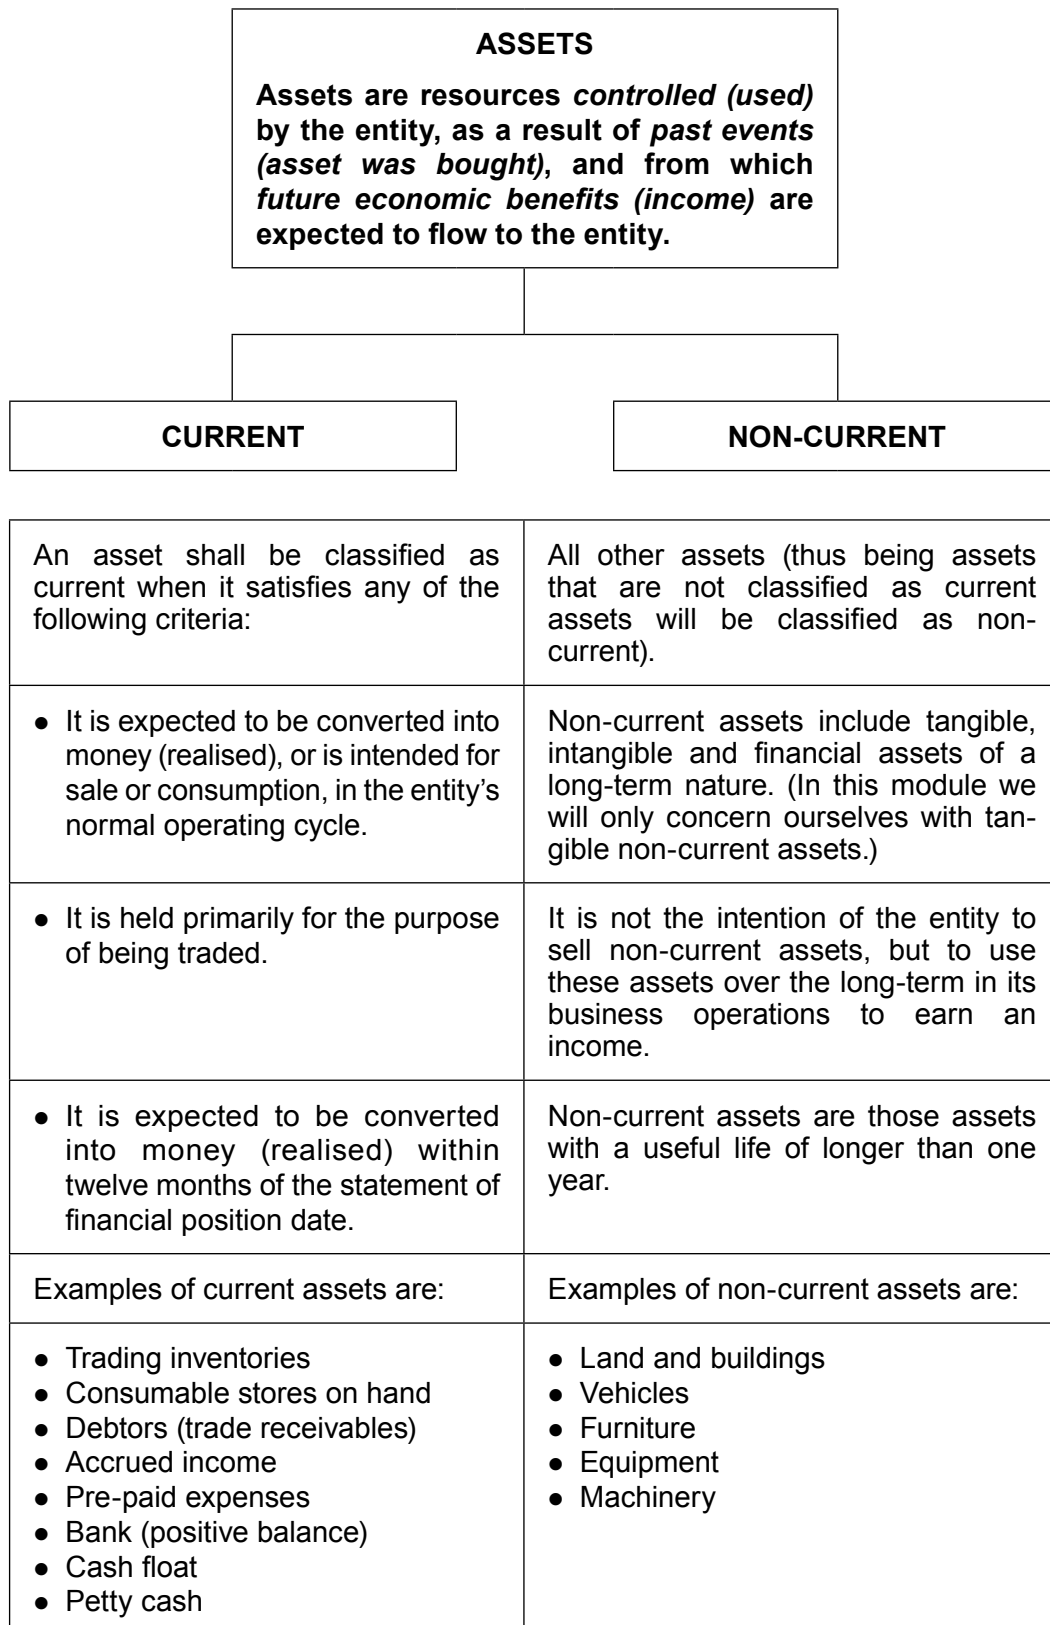 ASSETS
Assets are resources controlled (used)
by the entity, as a result of past events
(asset was bought), and from which
future economic benefits (income) are
expected to flow to the entity.
CURRENT
NON-CURRENT
An asset shall be classified as
current when it satisfies any of the
following criteria:
All other assets (thus being assets
that are not classified as current
assets will be classified as non-
current).
● It is expected to be converted into
money (realised), or is intended for
sale or consumption, in the entity's
normal operating cycle.
Non-current assets include tangible,
intangible and financial assets of a
long-term nature. (In this module we
will only concern ourselves with tan-
gible non-current assets.)
● It is held primarily for the purpose
of being traded.
It is not the intention of the entity to
sell non-current assets, but to use
these assets over the long-term in its
business operations to earn an
income.
● It is expected to be converted
into money (realised) within
twelve months of the statement of
financial position date.
Non-current assets are those assets
with a useful life of longer than one
year.
Examples of current assets are:
Examples of non-current assets are:
● Trading inventories
● Consumable stores on hand
● Debtors (trade receivables)
● Accrued income
● Pre-paid expenses
● Bank (positive balance)
● Cash float
● Petty cash
● Land and buildings
● Vehicles
● Furniture
● Equipment
● Machinery